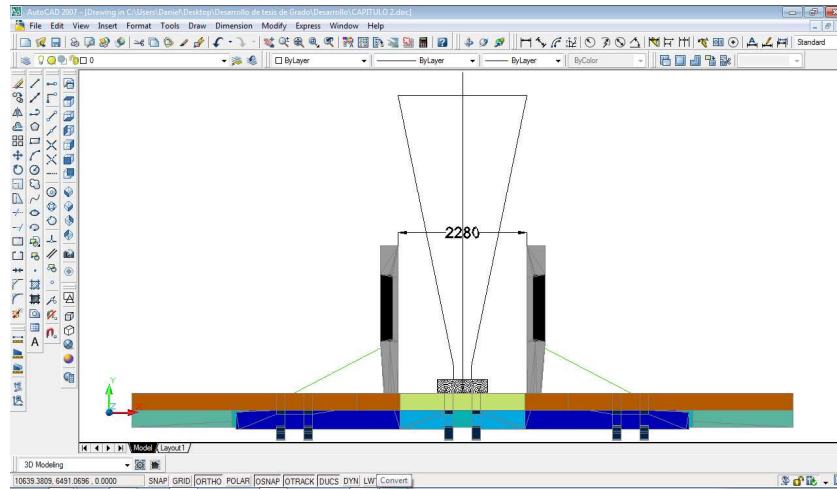 AutoCAD 2007 - [Drawing in C:\Users\Daniel\Desktop\Desarrollo de tesis de Grado\Desarrollo\CAPITULO 2.doc]
File Edit View Insert Format Tools Draw Dimension Modify Express Window Help
Standard
0 ByLayer ByLayer ByLayer ByColor
2280
Y
Model Layout1
3D Modeling
10639.3809, 6491.0696, 0.0000 SNAP GRID ORTHO POLAR OSNAP OTRACK DUCS DYN LW Convert